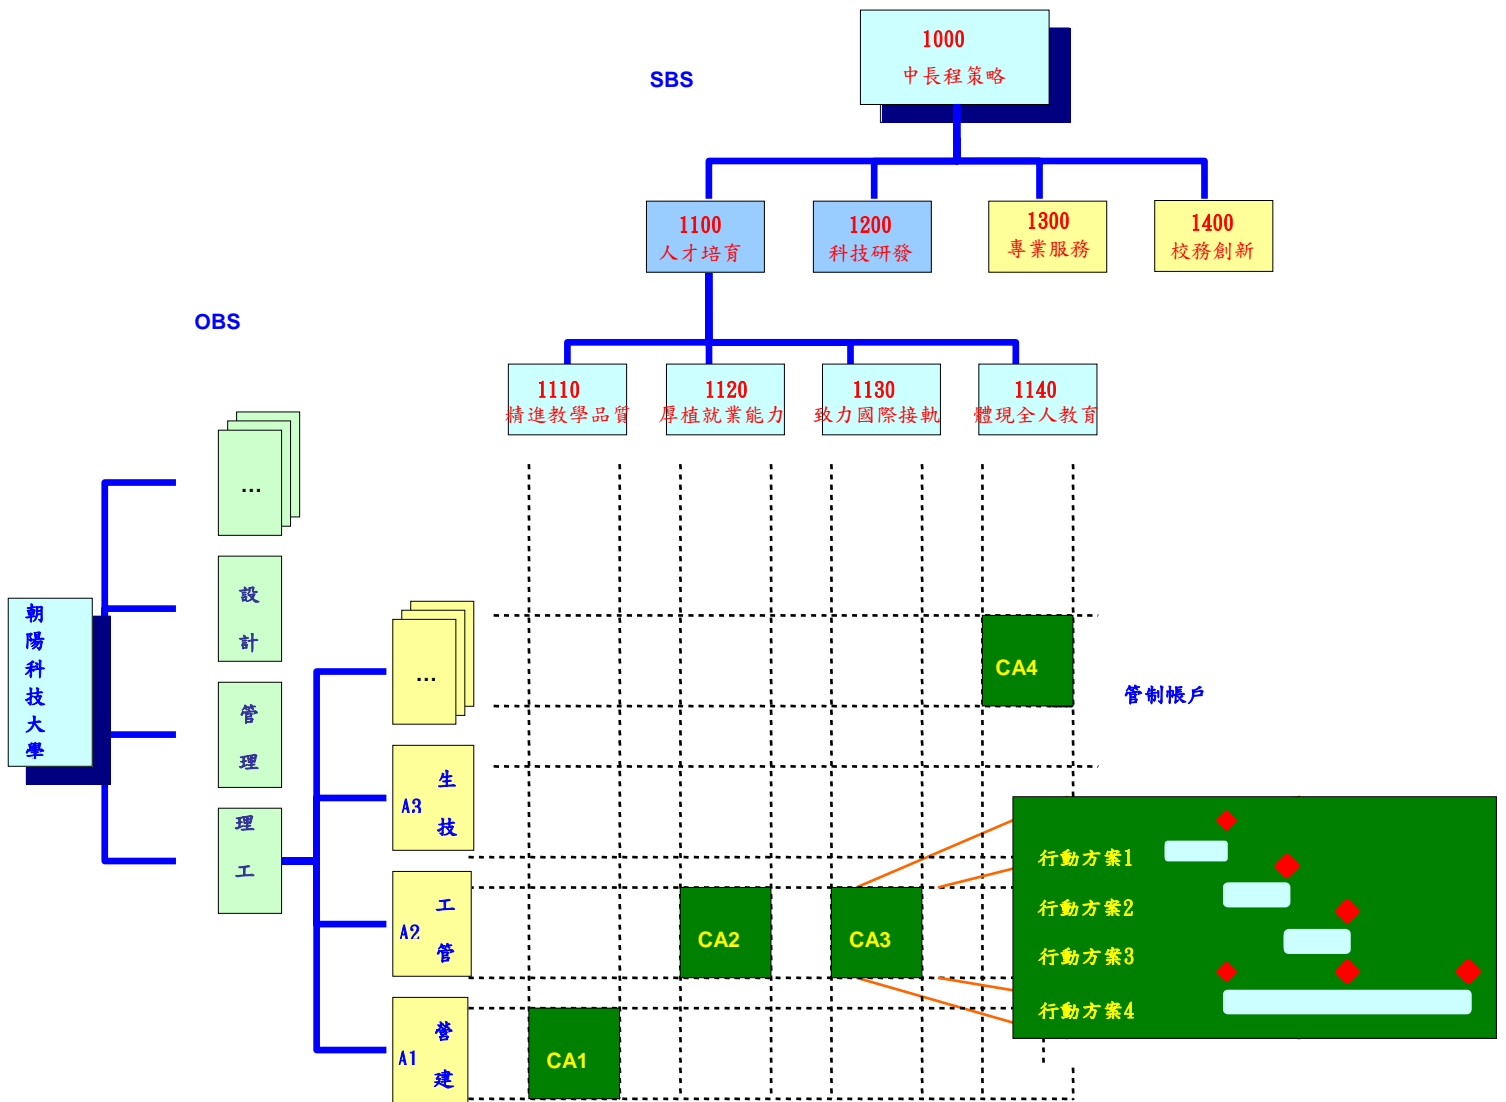 1000
中長程策略
SBS
1100
人才培育
1200
科技研發
1300
專業服務
1400
校務創新
OBS
1110
精進教學品質
1120
厚植就業能力
1130
致力國際接軌
1140
體現全人教育
朝陽科技大學
…
設計
管理
理工
…
A3
生技
A2
工管
A1
營建
CA4
管制帳戶
CA2
CA3
CA1
行動方案1
行動方案2
行動方案3
行動方案4